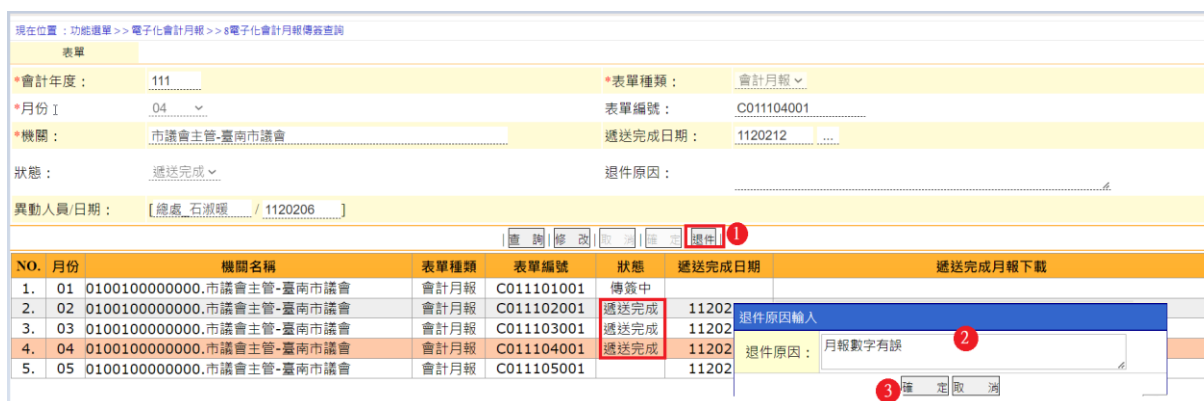 現在位置 ：功能選單>>電子化會計月報>>8電子化會計月報傳簽查詢
表單
*會計年度： 111 *表單種類： 會計月報
*月份 04 表單編號： C011104001
*機關： 市議會主管-臺南市議會 遞送完成日期： 1120212 ...
狀態： 遞送完成 退件原因：
異動人員/日期： [ 總處_石淑暖 / 1120206 ]
|查 詢|修 改|取 消|確 定|退件| 1
NO. 月份 機關名稱 表單種類 表單編號 狀態 遞送完成日期 遞送完成月報下載
1. 01 0100100000000.市議會主管-臺南市議會 會計月報 C011101001 傳簽中
2. 02 0100100000000.市議會主管-臺南市議會 會計月報 C011102001 遞送完成 11202
3. 03 0100100000000.市議會主管-臺南市議會 會計月報 C011103001 遞送完成 11202
4. 04 0100100000000.市議會主管-臺南市議會 會計月報 C011104001 遞送完成 11202
5. 05 0100100000000.市議會主管-臺南市議會 會計月報 C011105001 11202
退件原因輸入
退件原因： 月報數字有誤 2
3 確 定 取 消